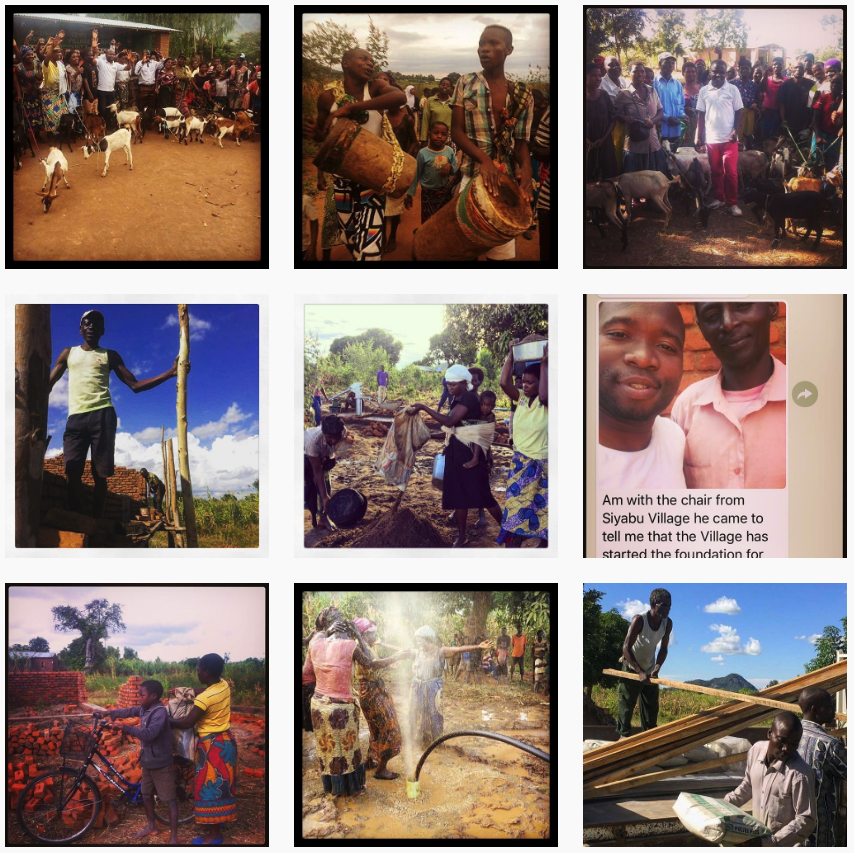 Am with the chair from
Siyabu Village he came to
tell me that the Village has
started the foundation for